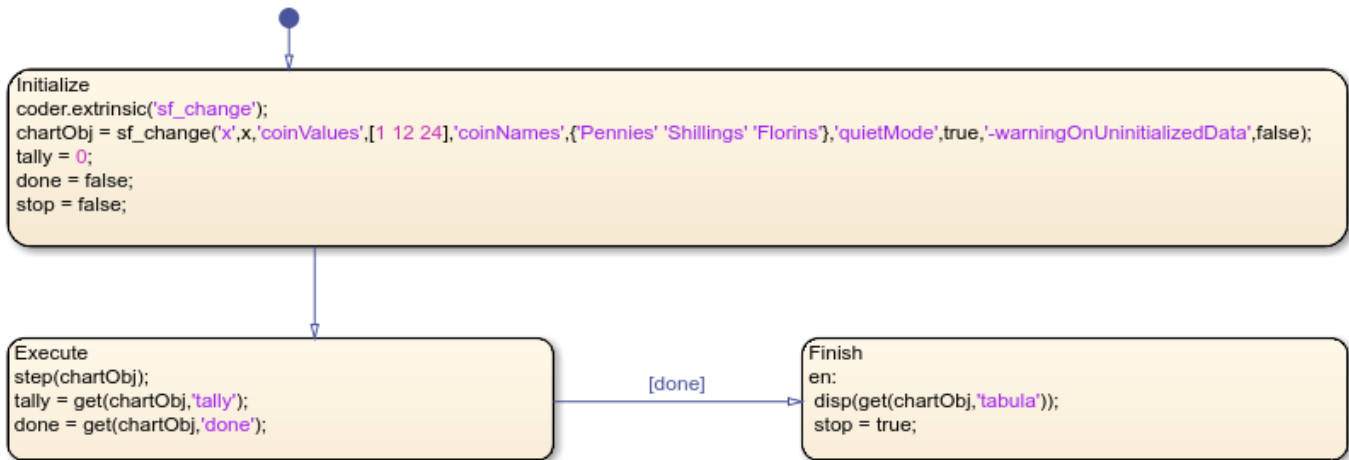 Initialize
coder.extrinsic('sf_change');
chartObj = sf_change('x',x,'coinValues',[1 12 24],'coinNames',{'Pennies' 'Shillings' 'Florins'},'quietMode',true,'-warningOnUninitializedData',false);
tally = 0;
done = false;
stop = false;
Execute
step(chartObj);
tally = get(chartObj,'tally');
done = get(chartObj,'done');
[done]
Finish
en:
disp(get(chartObj,'tabula'));
stop = true;